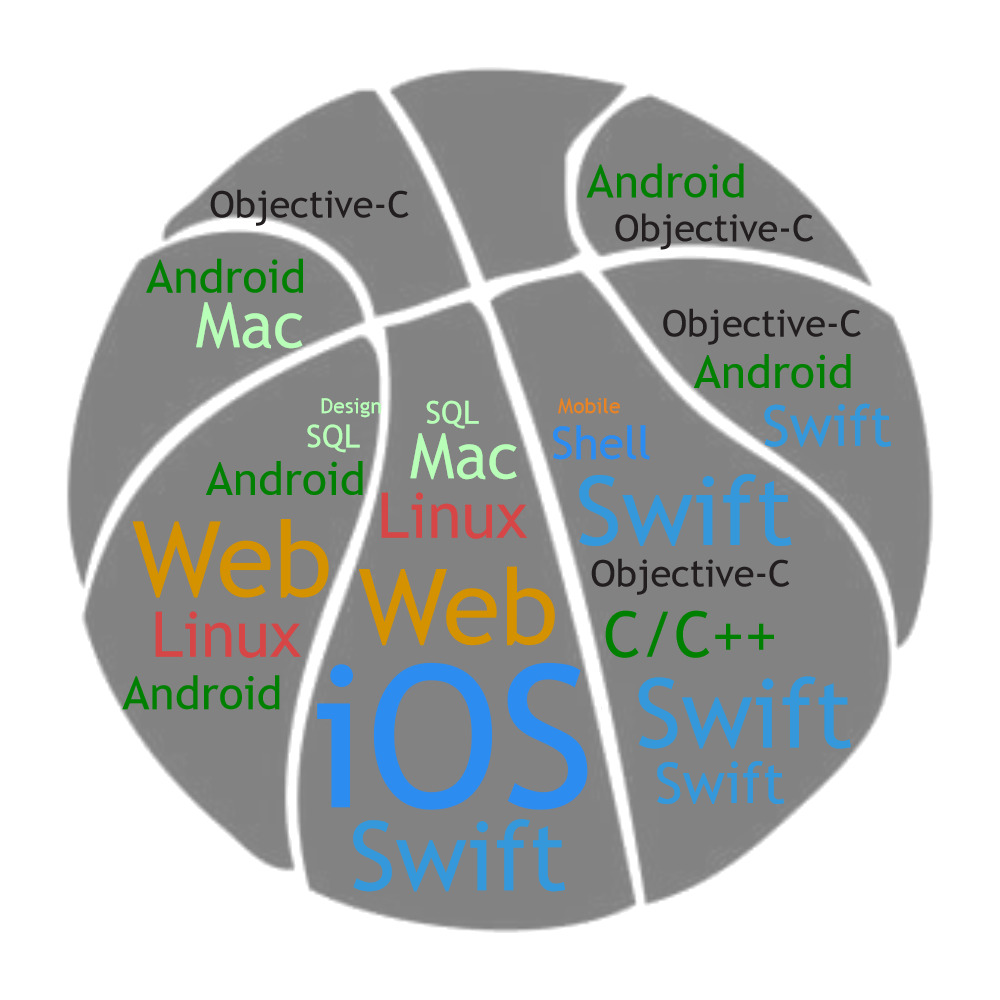 Android
Objective-C
Objective-C
Android
Mac
Objective-C
Android
Swift
Design
SQL
Android
Web
Linux
Android
SQL
Mac
Linux
Web
iOS
Swift
Mobile
Shell
Swift
Objective-C
C/C++
Swift
Swift